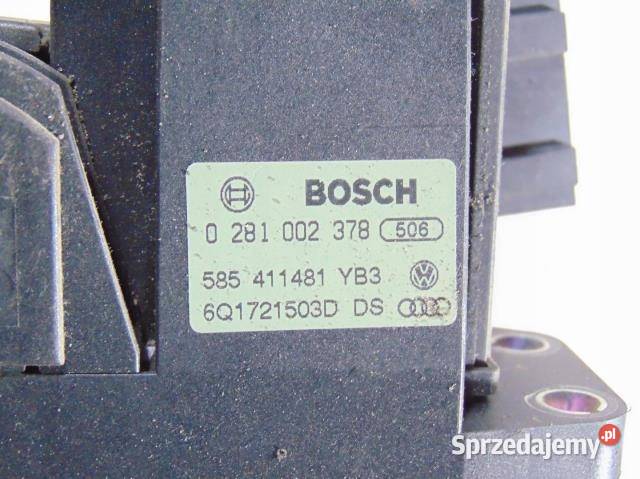 BOSCH
0 281 002 378 506
585 411481 YB3
6Q1721503D DS
Sprzedajemy.pl